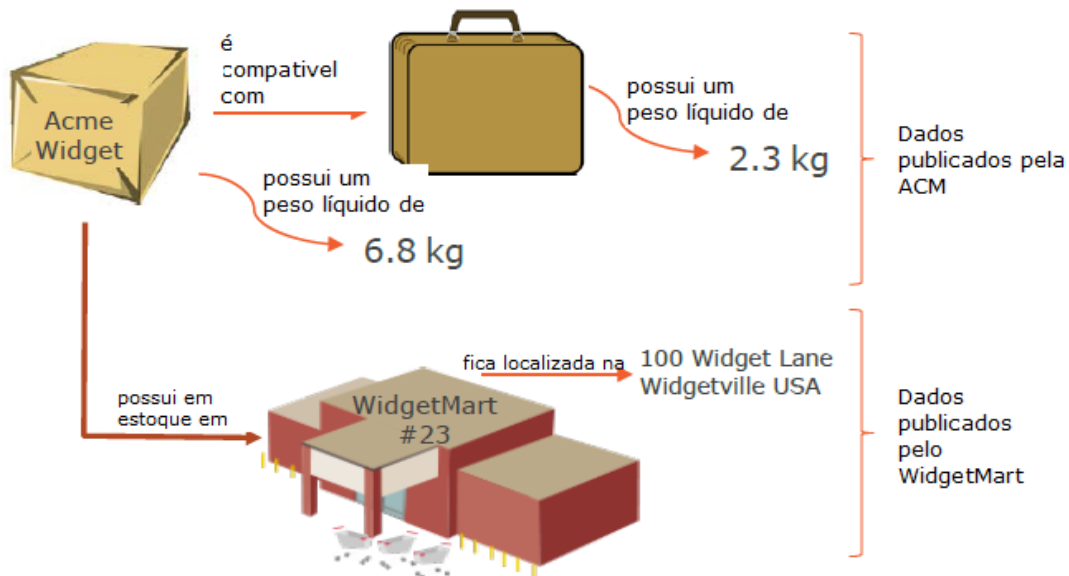 é
compativel
com
Acme
Widget
possui um
peso líquido de
2.3 kg
Dados
publicados pela
ACM
possui um
peso líquido de
6.8 kg
possui em
estoque em
WidgetMart
#23
fica localizada na
100 Widget Lane
Widgetville USA
Dados
publicados
pelo
WidgetMart